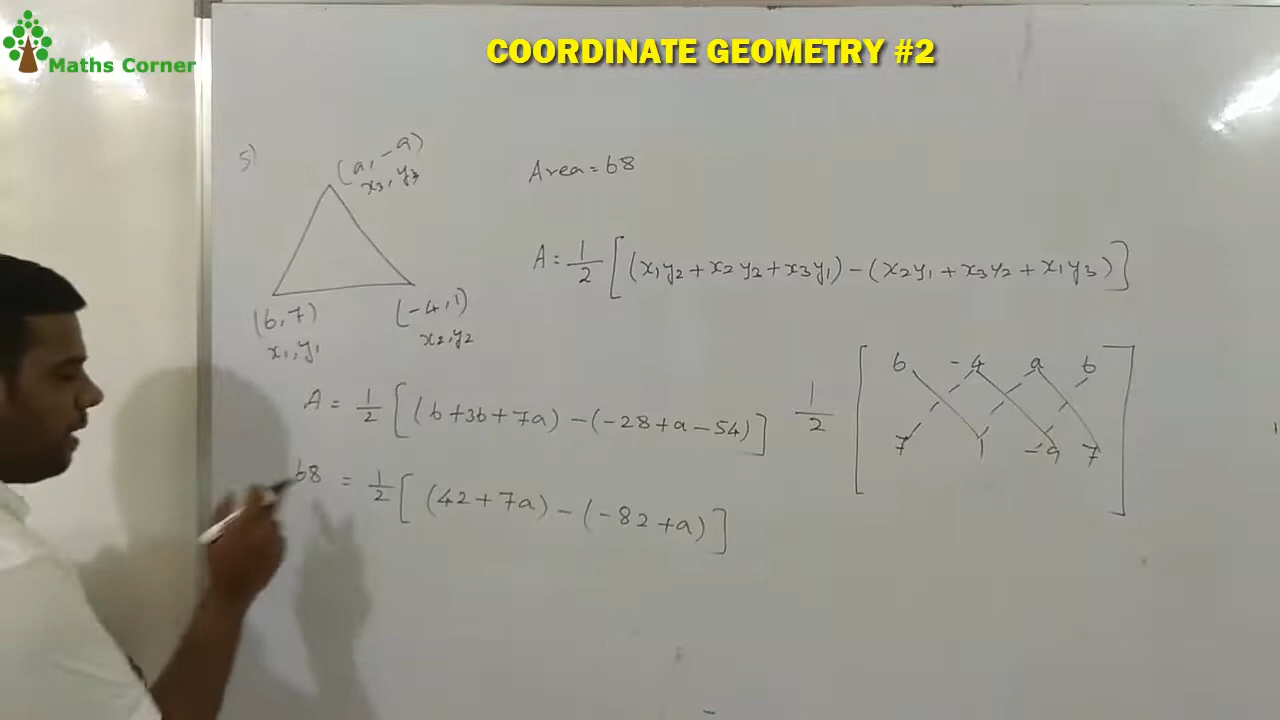 Maths Corner
COORDINATE GEOMETRY #2
5)
(a, -9)
x₃, y₃
Area = 68
A = 1/2 [(x₁y₂ + x₂y₂ + x₃y₁) - (x₂y₁ + x₃y₂ + x₁y₃)]
(6,7)
(-4,1)
x₁, y₁
x₂, y₂
A = 1/2 [(6+36+7a) - (-28+a-54)]
1/2 [6 -4 a 6
7 1 -9 7]
68 = 1/2 [(42+7a) - (-82+a)]